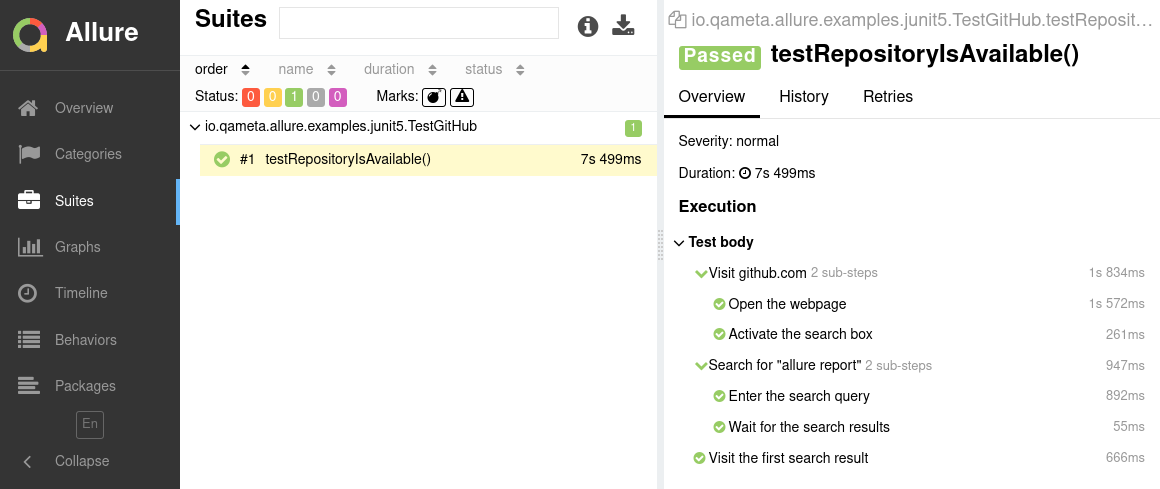 Allure
Overview
Categories
Suites
Graphs
Timeline
Behaviors
Packages
En
Collapse
Suites
order name duration status
Status: 0 0 1 0 0 Marks:
io.qameta.allure.examples.junit5.TestGitHub 1
#1 testRepositoryIsAvailable() 7s 499ms
io.qameta.allure.examples.junit5.TestGitHub.testReposit…
Passed testRepositoryIsAvailable()
Overview History Retries
Severity: normal
Duration: 7s 499ms
Execution
Test body
Visit github.com 2 sub-steps 1s 834ms
Open the webpage 1s 572ms
Activate the search box 261ms
Search for "allure report" 2 sub-steps 947ms
Enter the search query 892ms
Wait for the search results 55ms
Visit the first search result 666ms